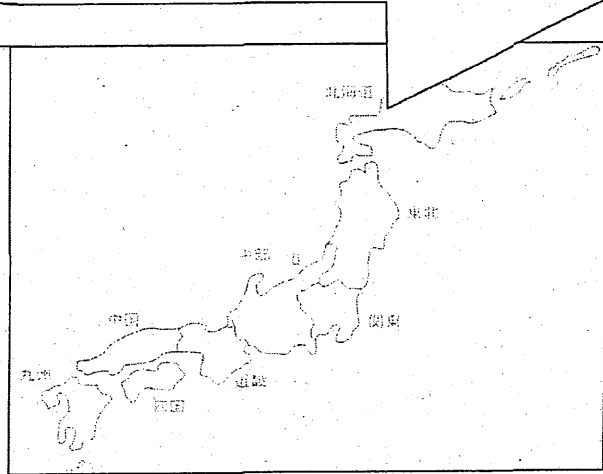 北海道
東北
中部
関東
中国
近畿
九州
四国